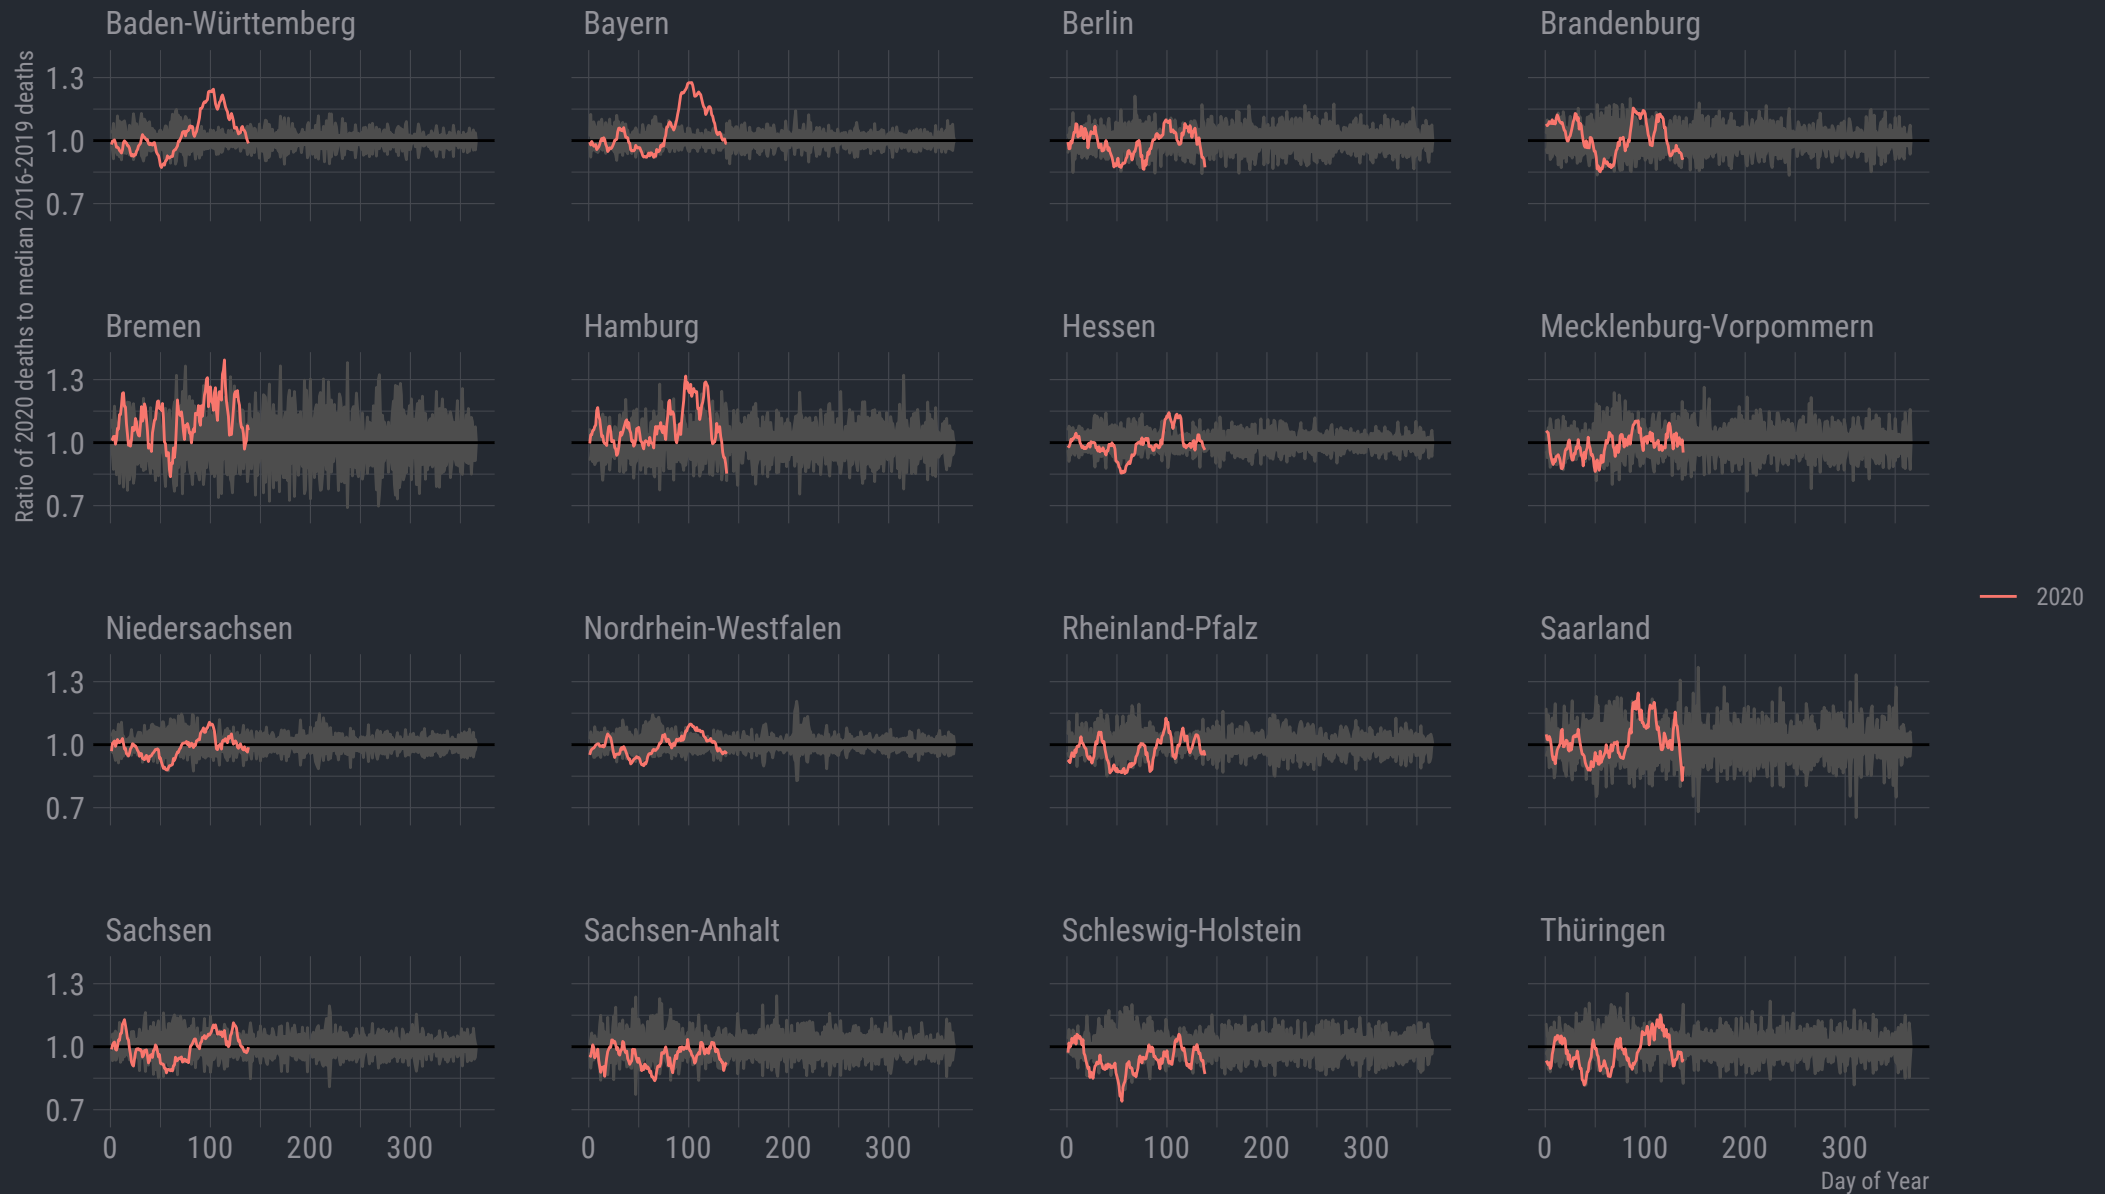 Baden-Württemberg
Bayern
Berlin
Brandenburg
Ratio of 2020 deaths to median 2016-2019 deaths
1.3
1.0
0.7
Bremen
Hamburg
Hessen
Mecklenburg-Vorpommern
1.3
1.0
0.7
2020
Niedersachsen
Nordrhein-Westfalen
Rheinland-Pfalz
Saarland
1.3
1.0
0.7
Sachsen
Sachsen-Anhalt
Schleswig-Holstein
Thüringen
1.3
1.0
0.7
0 100 200 300
0 100 200 300
0 100 200 300
0 100 200 300
Day of Year